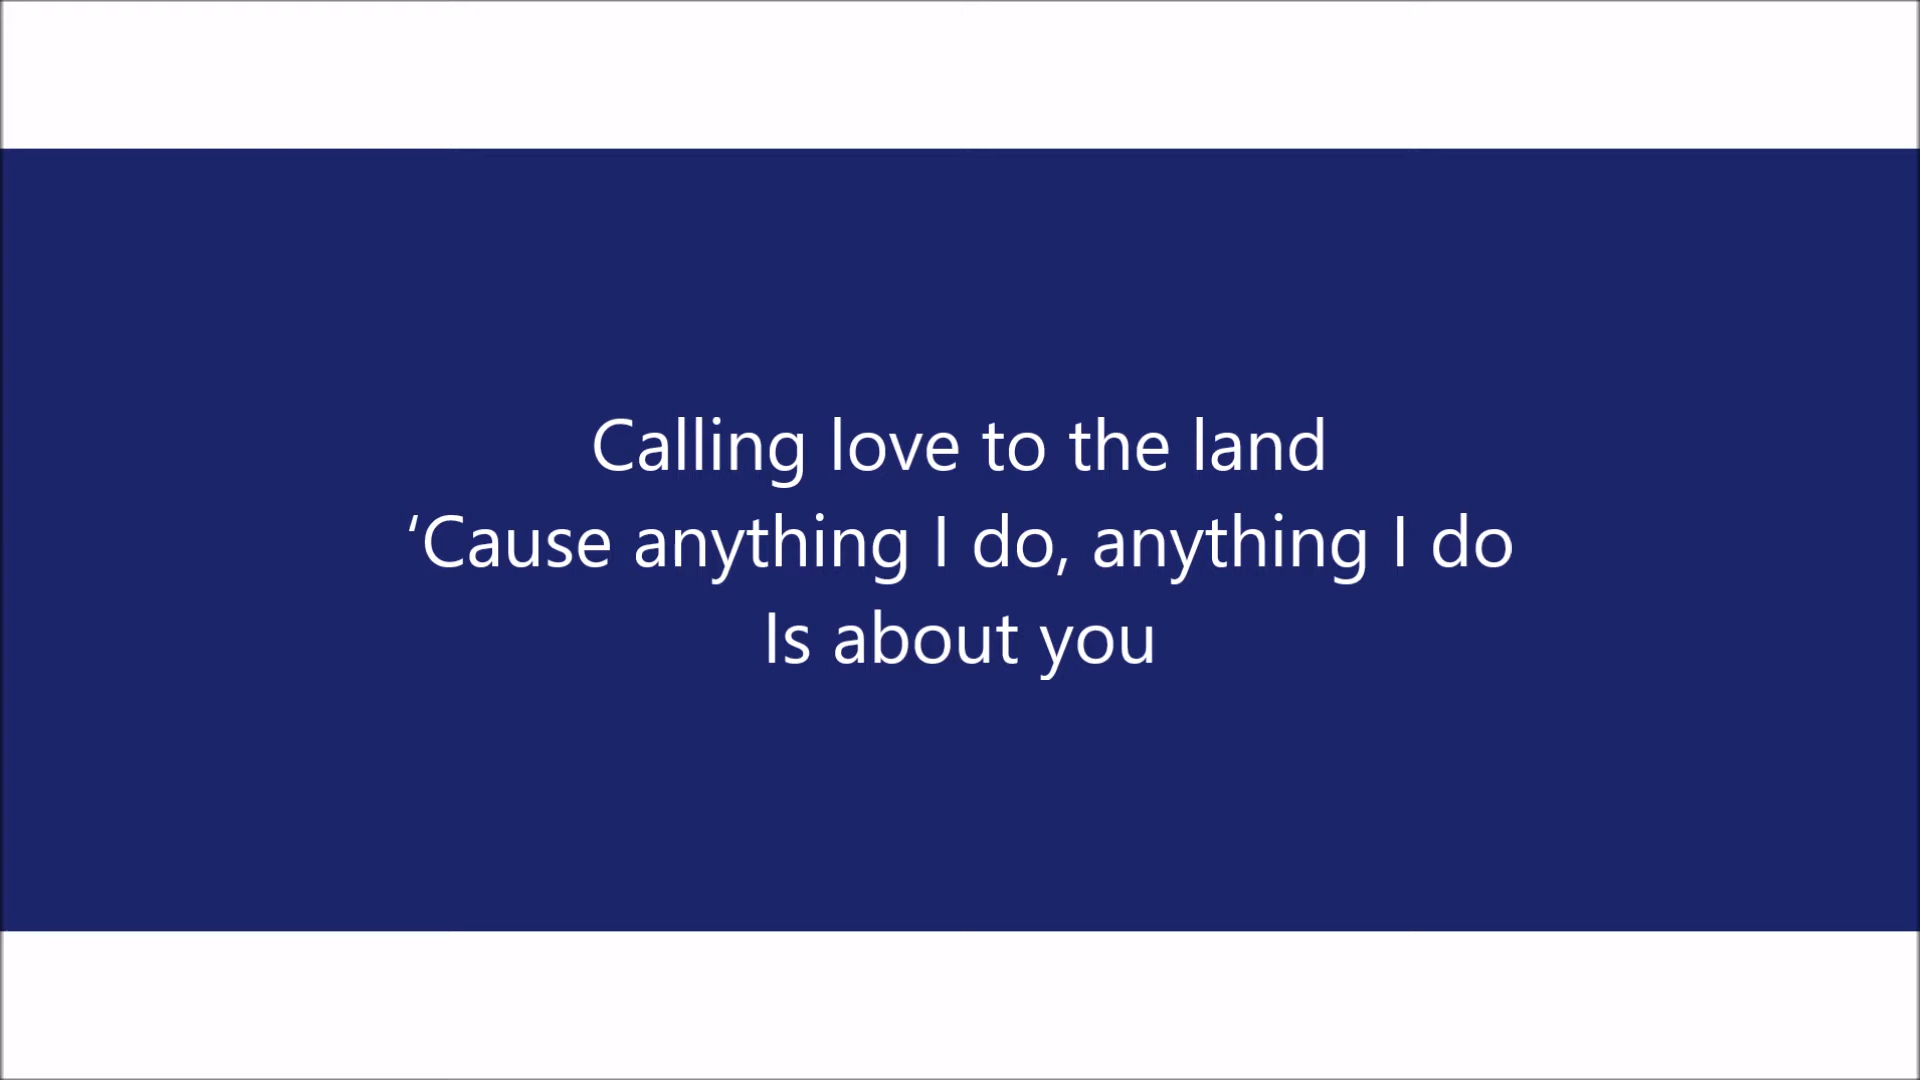 Calling love to the land
‘Cause anything I do, anything I do
Is about you